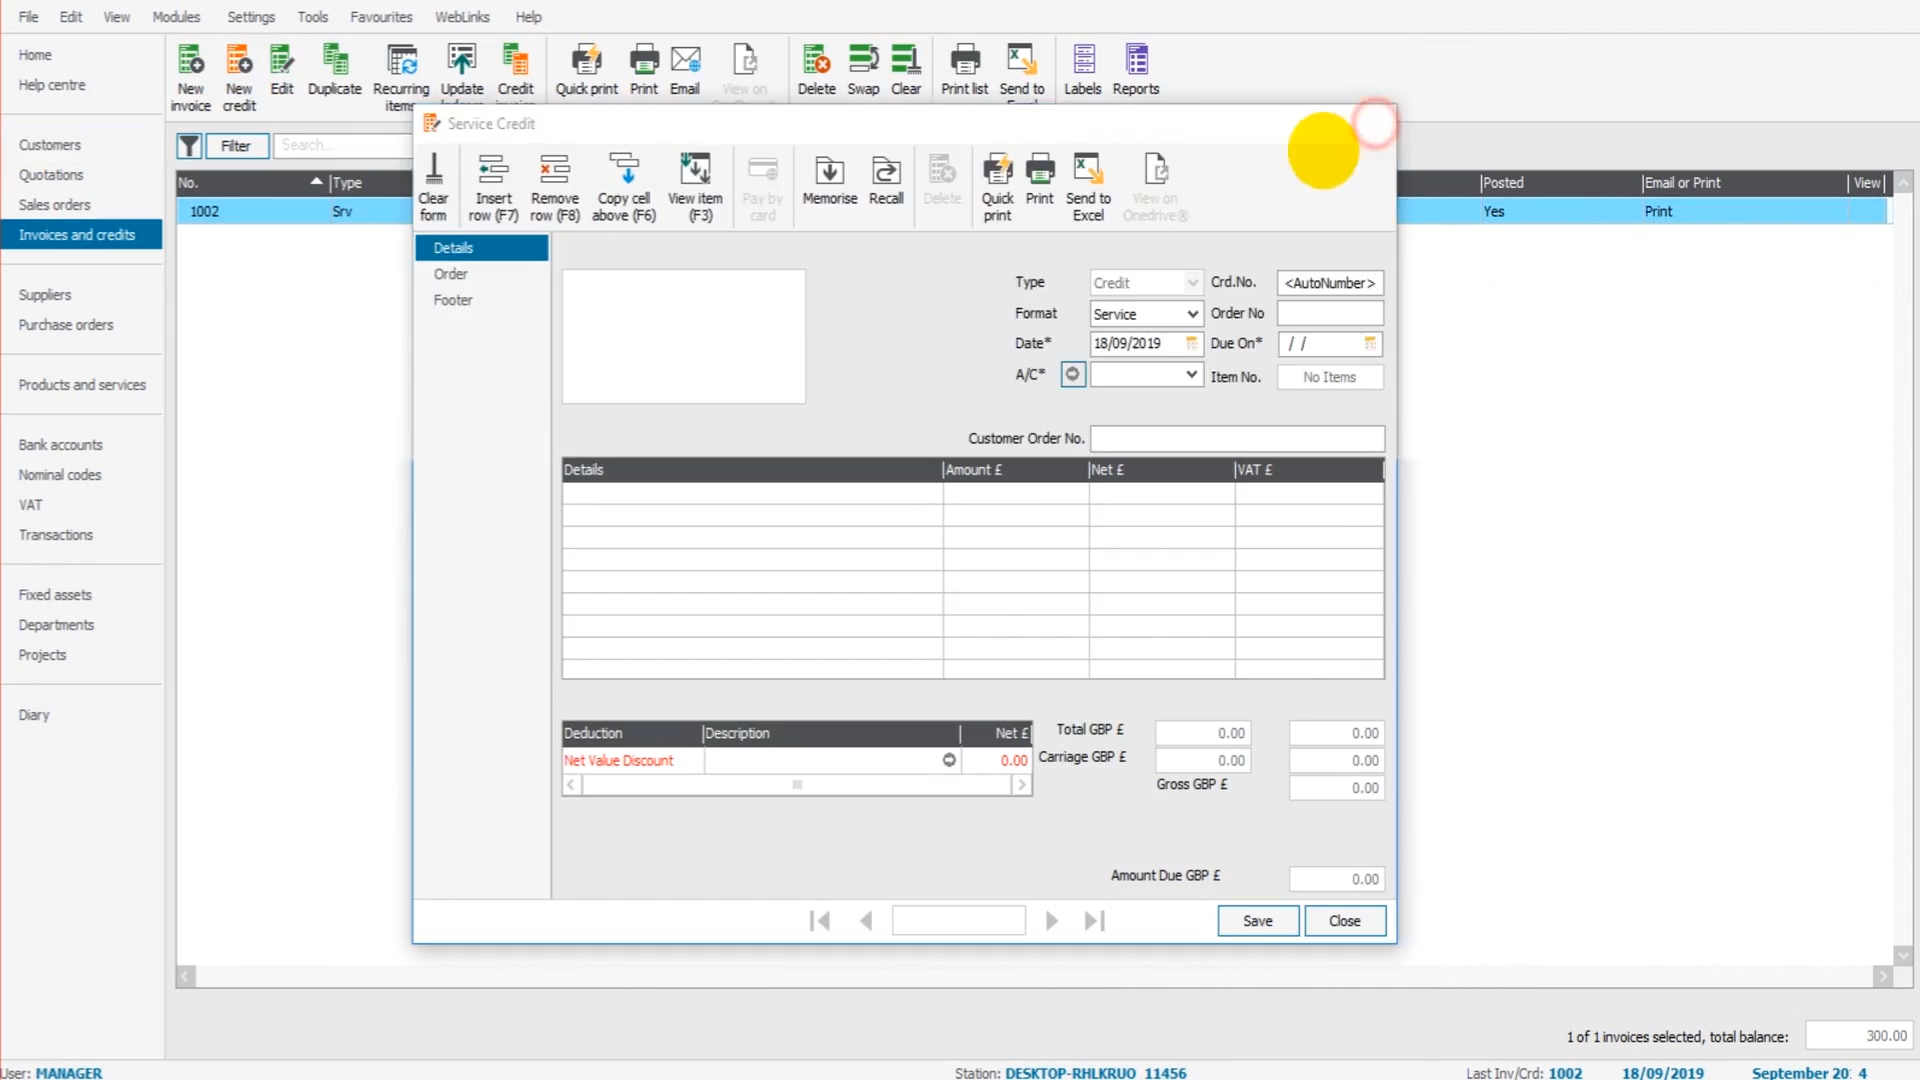 File Edit View Modules Settings Tools Favourites WebLinks Help
Home
Help centre
Customers
Quotations
Sales orders
Invoices and credits
Suppliers
Purchase orders
Products and services
Bank accounts
Nominal codes
VAT
Transactions
Fixed assets
Departments
Projects
Diary
New invoice
New credit
Edit
Duplicate
Recurring items
Update
Credit
Quick print
Print
Email
View on
Delete
Swap
Clear
Print list
Send to
Labels
Reports
Filter
Search...
No. Type Posted Email or Print View
1002 Srv Yes Print
Service Credit
Clear form
Insert row (F7)
Remove row (F8)
Copy cell above (F6)
View item (F3)
Pay by card
Memorise
Recall
Delete
Quick print
Print
Send to Excel
View on Onedrive®
Details
Order
Footer
Type Credit Crd.No. <AutoNumber>
Format Service Order No
Date* 18/09/2019 Due On* / /
A/C* Item No. No Items
Customer Order No.
Details Amount £ Net £ VAT £
Deduction Description Net £
Net Value Discount 0.00
Total GBP £ 0.00 0.00
Carriage GBP £ 0.00 0.00
Gross GBP £ 0.00
Amount Due GBP £ 0.00
Save Close
1 of 1 invoices selected, total balance: 300.00
User: MANAGER Station: DESKTOP-RHLKRUO 11456 Last Inv/Crd: 1002 18/09/2019 September 20 4